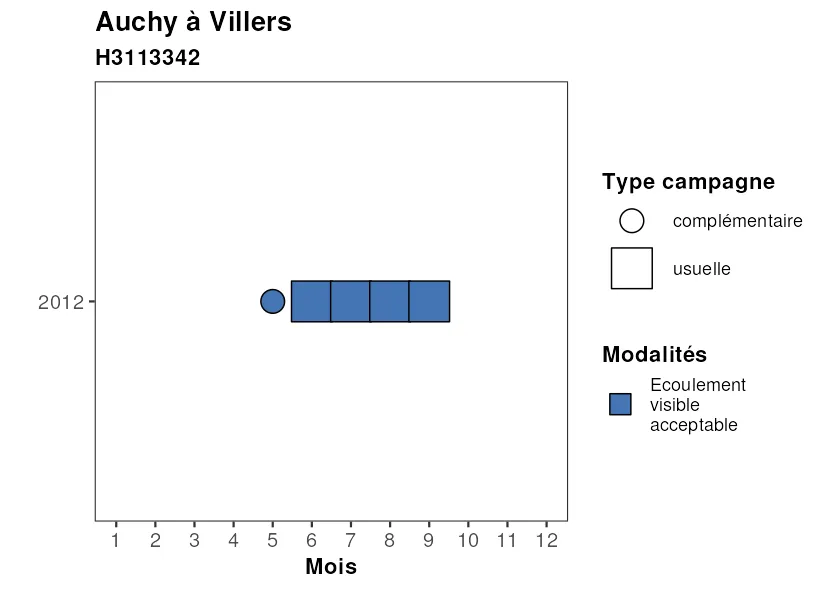 Auchy à Villers
H3113342
2012
1 2 3 4 5 6 7 8 9 10 11 12
Mois
Type campagne
complémentaire
usuelle
Modalités
Ecoulement
visible
acceptable